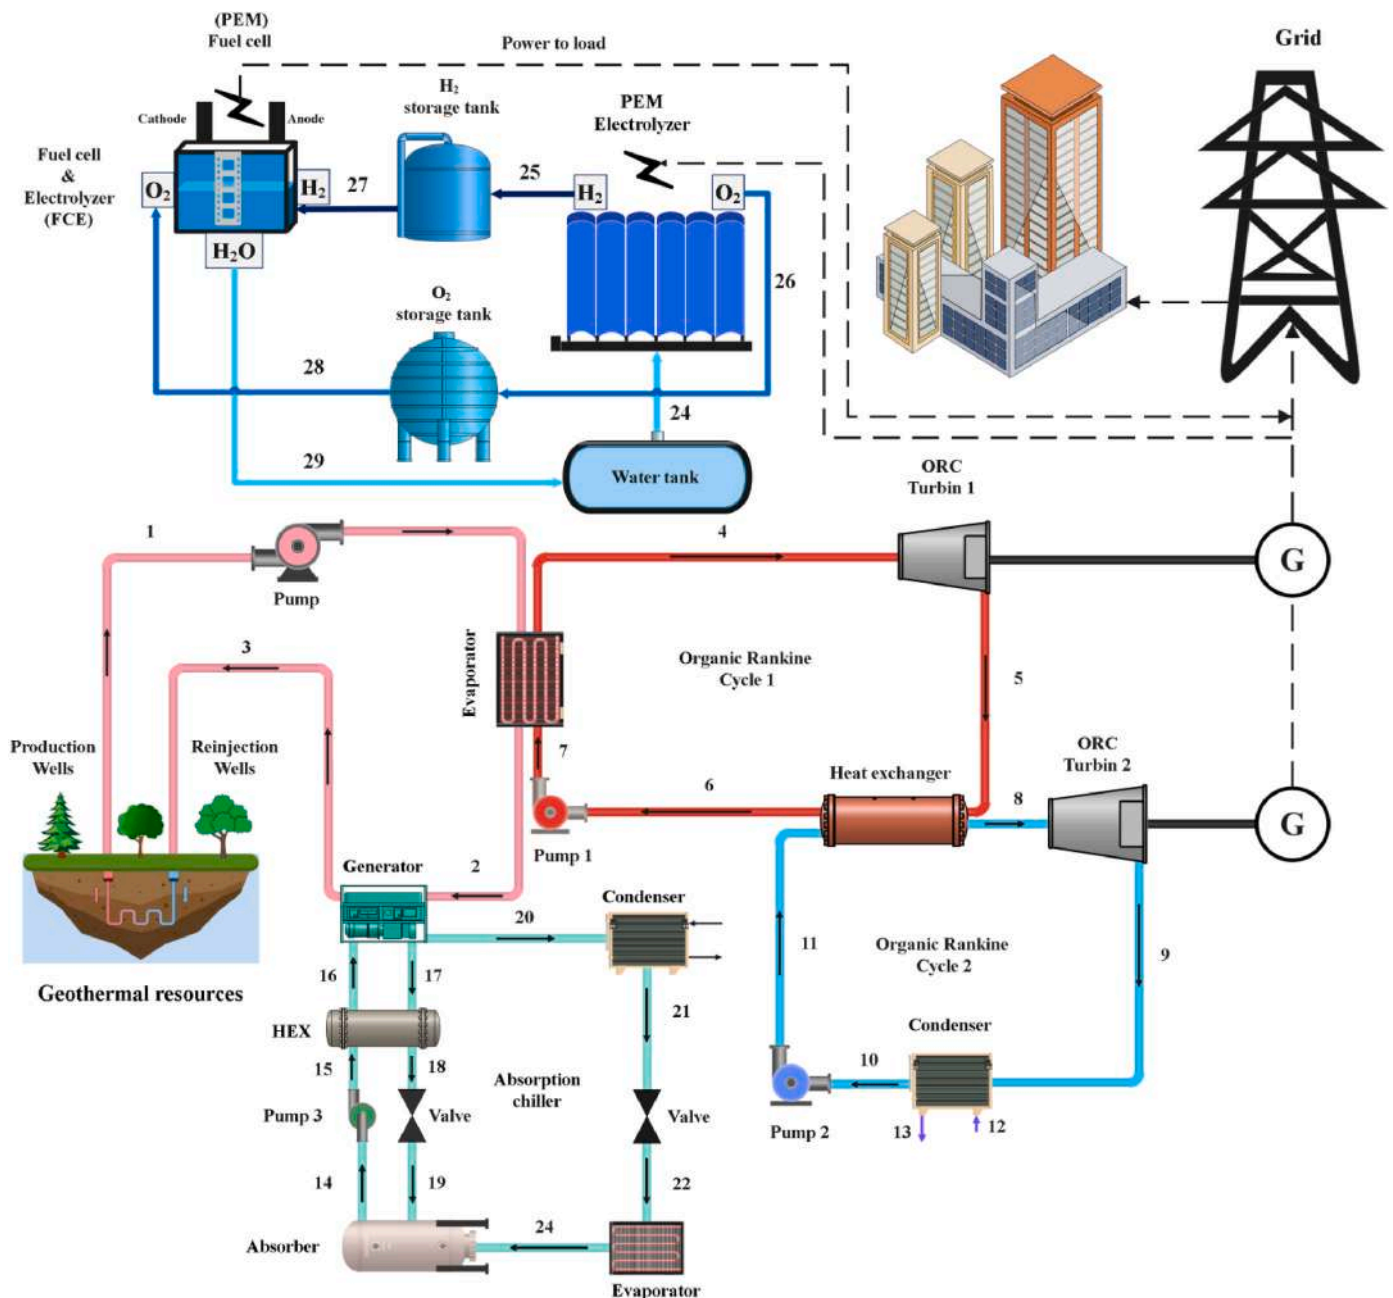 (PEM)
Fuel cell
Power to load
Grid
H₂
storage tank
PEM
Electrolyzer
Cathode
Anode
Fuel cell
&
Electrolyzer
(FCE)
O₂
H₂
27
25
H₂
O₂
H₂O
26
O₂
storage tank
28
24
29
Water tank
ORC
Turbin 1
1
4
G
Pump
3
Evaporator
Organic Rankine
Cycle 1
5
Production
Wells
Reinjection
Wells
7
6
Heat exchanger
ORC
Turbin 2
8
G
Pump 1
Generator
2
Condenser
20
11
Organic Rankine
Cycle 2
9
16
17
Geothermal resources
21
HEX
Condenser
15
18
10
Absorption
chiller
Pump 3
Valve
Valve
Pump 2
13
12
14
19
22
Absorber
24
Evaporator